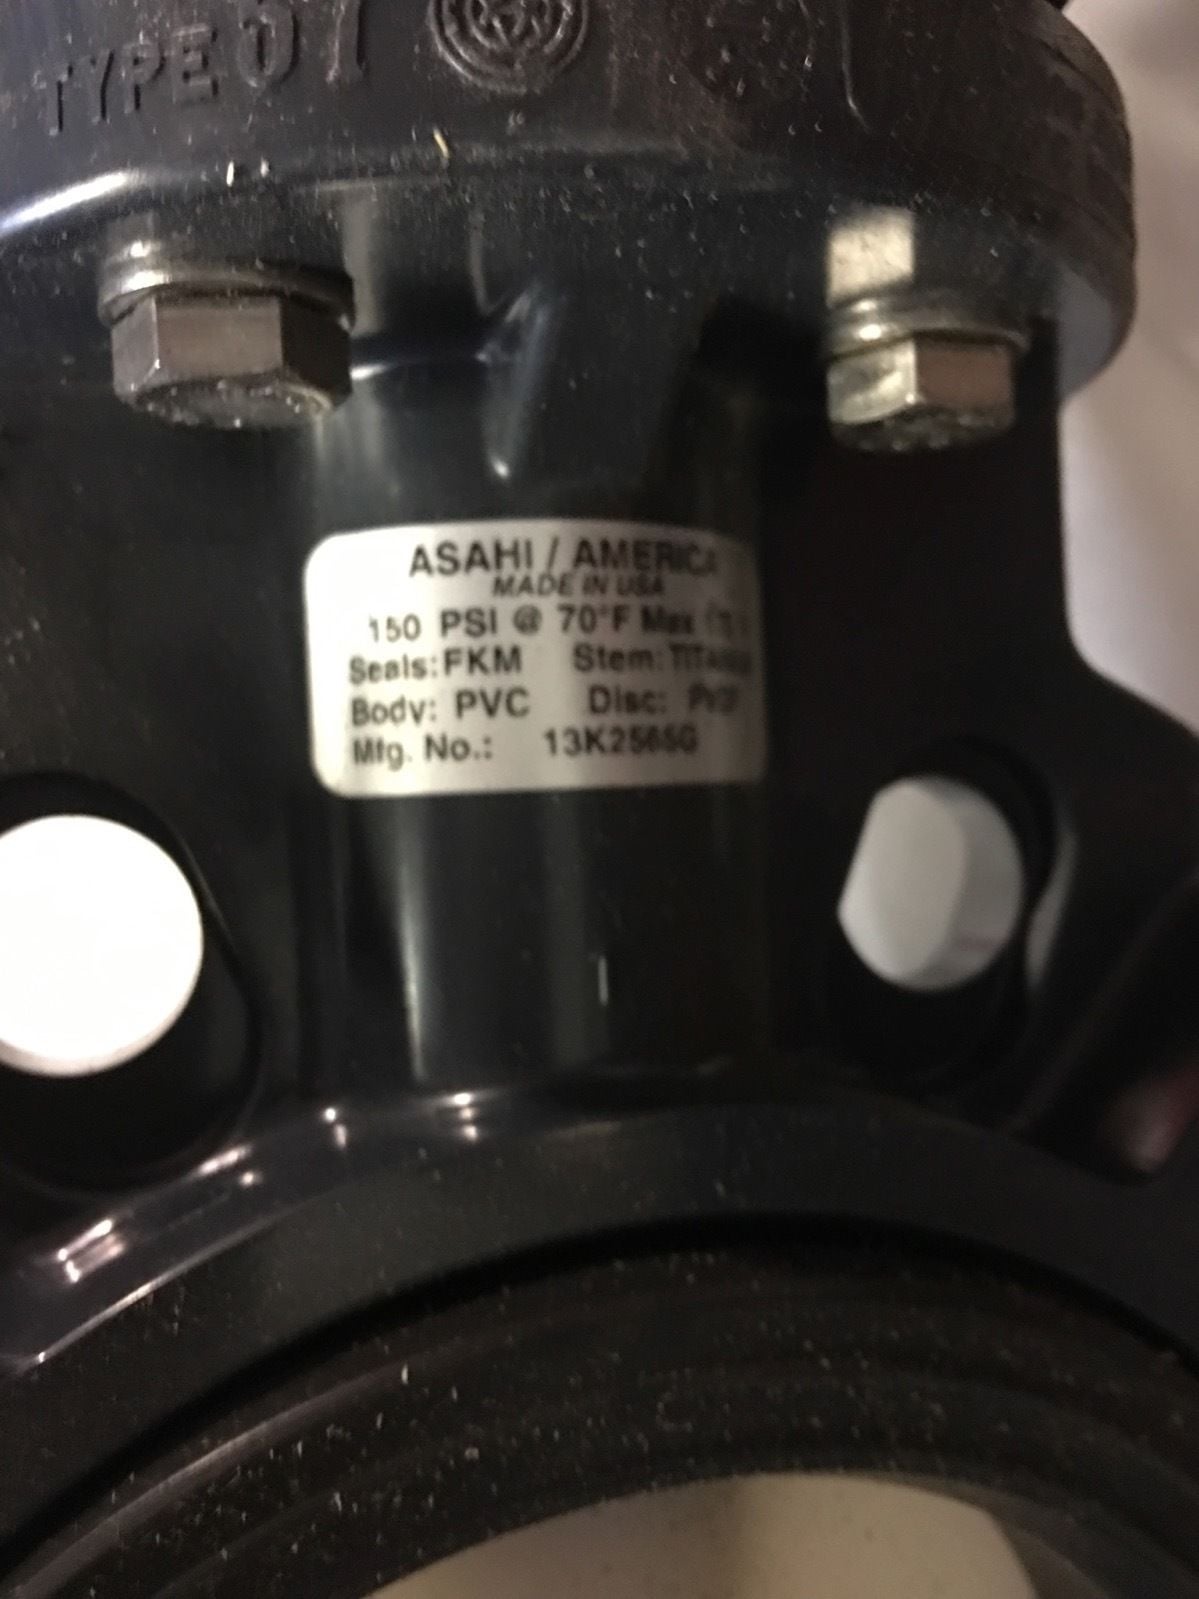 TYPE 57
ASAHI / AMERICA
MADE IN USA
150 PSI @ 70°F Max
Seals: FKM Stem:
Body: PVC Disc:
Mfg. No.: 13K2565G